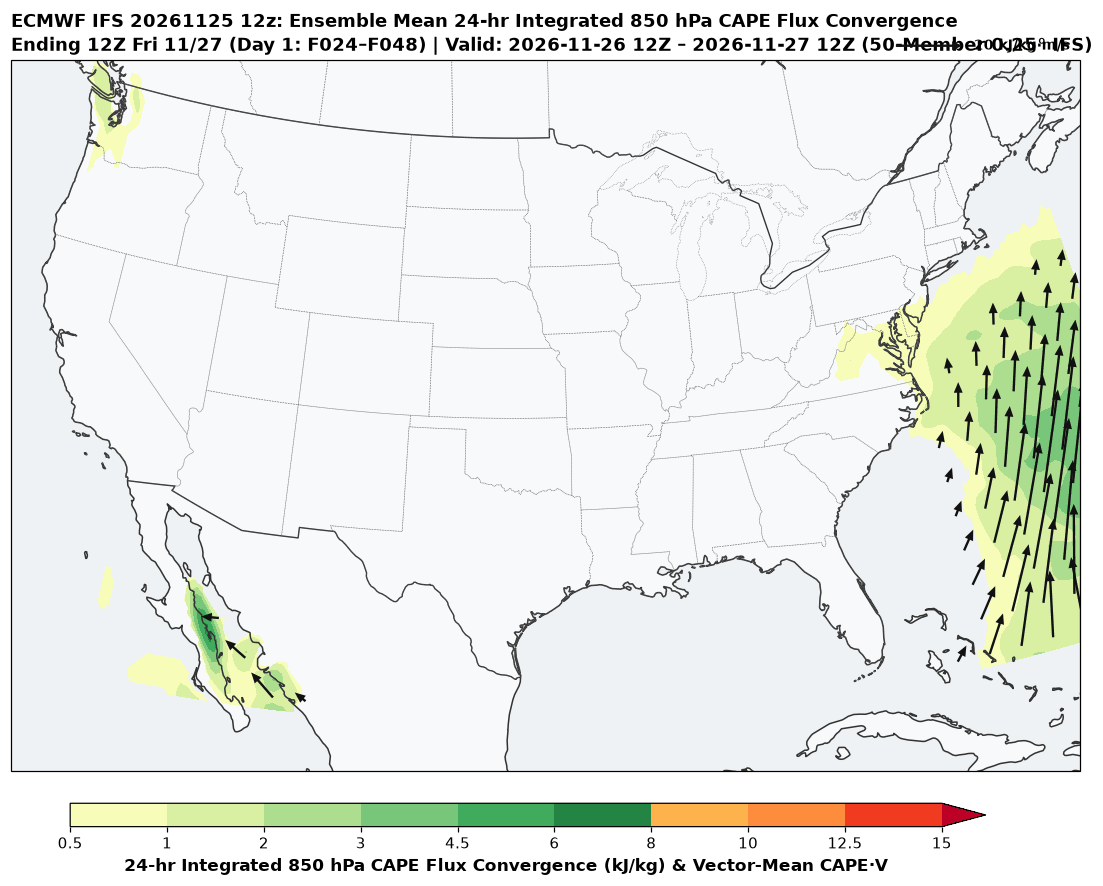 ECMWF IFS 20261125 12z: Ensemble Mean 24-hr Integrated 850 hPa CAPE Flux Convergence
Ending 12Z Fri 11/27 (Day 1: F024–F048) | Valid: 2026-11-26 12Z – 2026-11-27 12Z (50-Member 0.25° IFS)
0.5 1 2 3 4.5 6 8 10 12.5 15
24-hr Integrated 850 hPa CAPE Flux Convergence (kJ/kg) & Vector-Mean CAPE·V